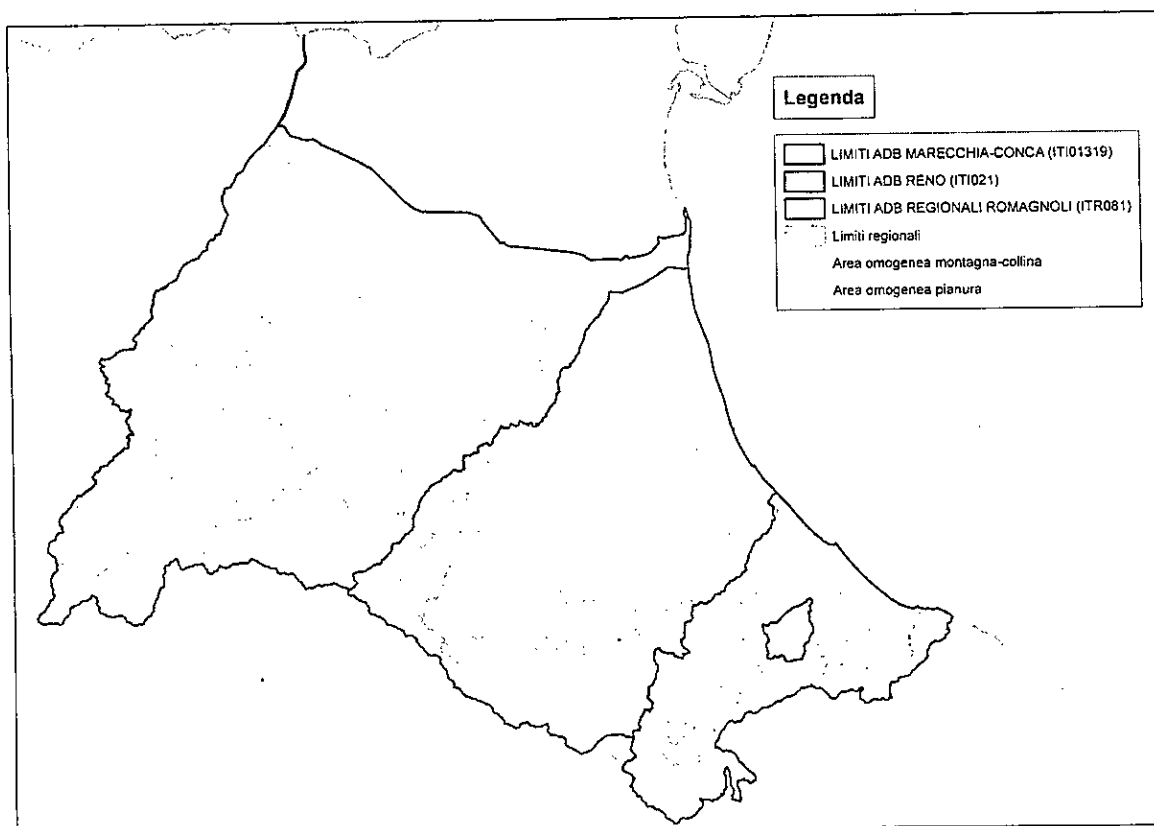 Legenda
LIMITI ADB MARECCHIA-CONCA (ITI01319)
LIMITI ADB RENO (ITI021)
LIMITI ADB REGIONALI ROMAGNOLI (ITR081)
Limiti regionali
Area omogenea montagna-collina
Area omogenea pianura